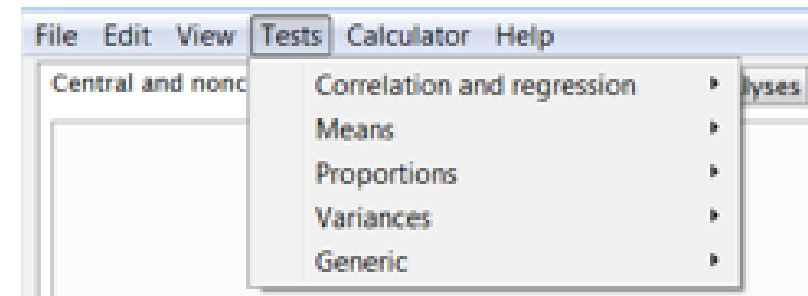 File Edit View Tests Calculator Help
Central and nonc lyses
Correlation and regression
Means
Proportions
Variances
Generic